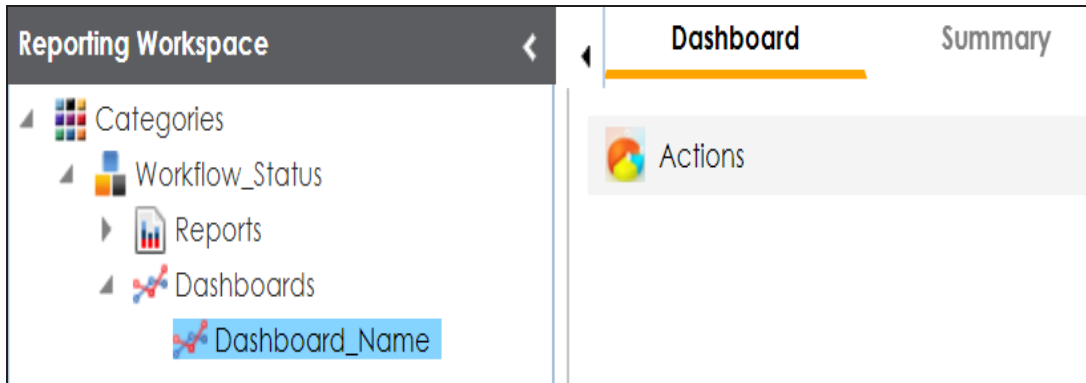 Reporting Workspace
Dashboard Summary
Categories
Workflow_Status
Reports
Dashboards
Dashboard_Name
Actions